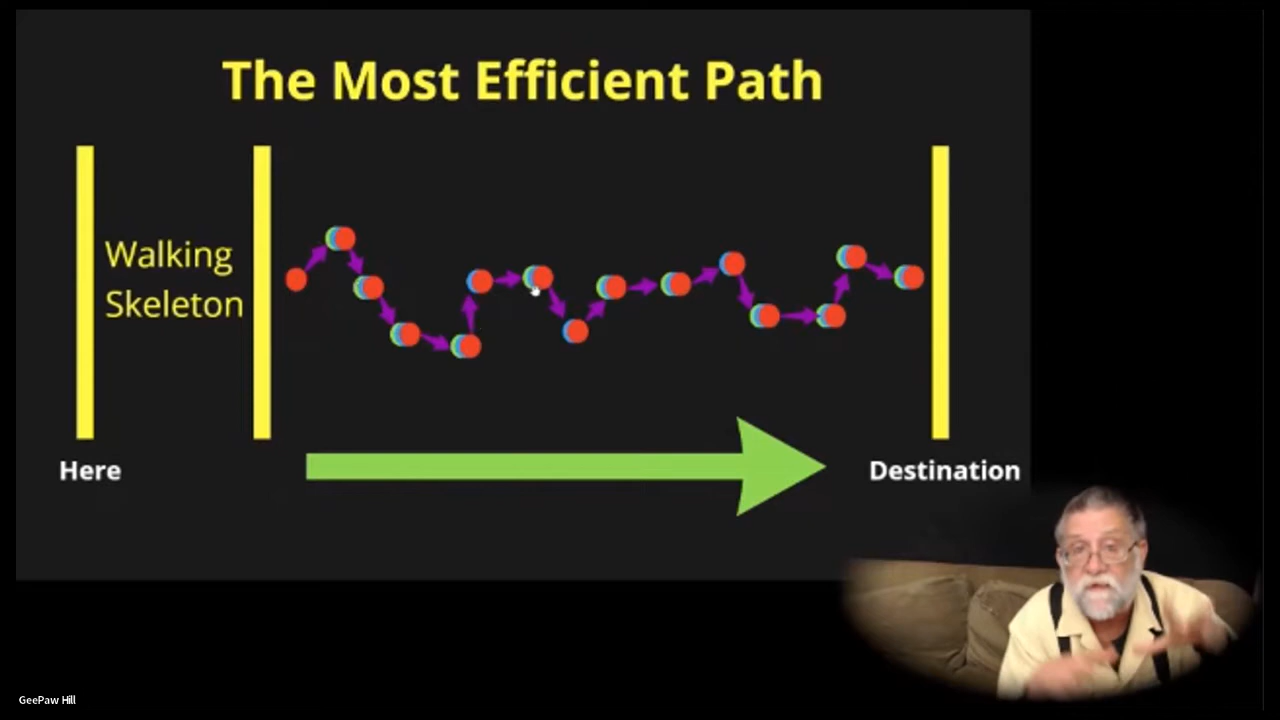 The Most Efficient Path
Walking
Skeleton
Here
Destination
GeePaw Hill